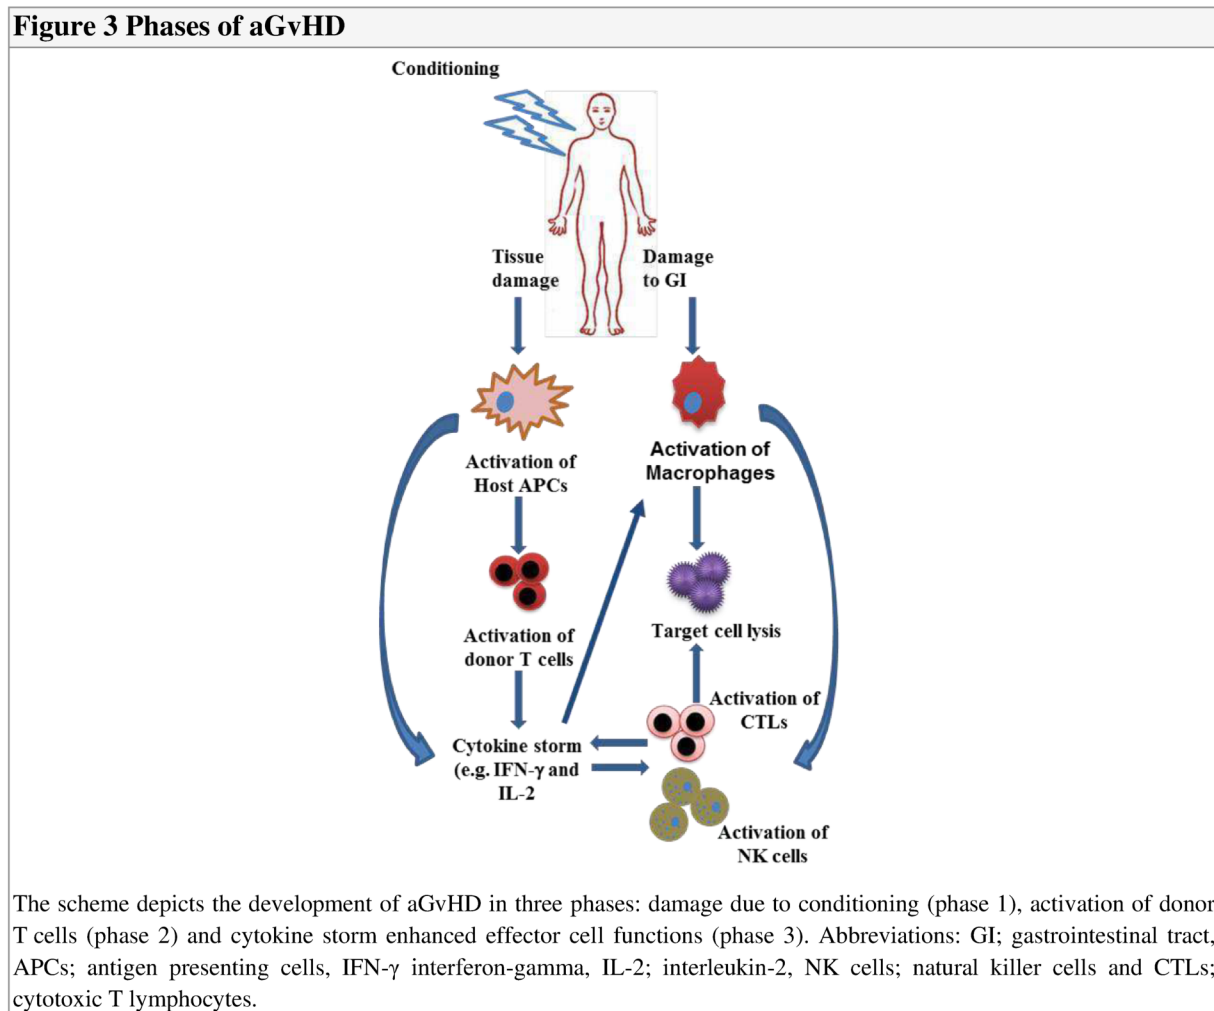 Figure 3 Phases of aGvHD
Conditioning
Tissue
damage
Damage
to GI
Activation of
Host APCs
Activation of
Macrophages
Activation of
donor T cells
Target cell lysis
Activation of
CTLs
Cytokine storm
(e.g. IFN-γ and
IL-2
Activation of
NK cells
The scheme depicts the development of aGvHD in three phases: damage due to conditioning (phase 1), activation of donor
T cells (phase 2) and cytokine storm enhanced effector cell functions (phase 3). Abbreviations: GI; gastrointestinal tract,
APCs; antigen presenting cells, IFN-γ interferon-gamma, IL-2; interleukin-2, NK cells; natural killer cells and CTLs;
cytotoxic T lymphocytes.